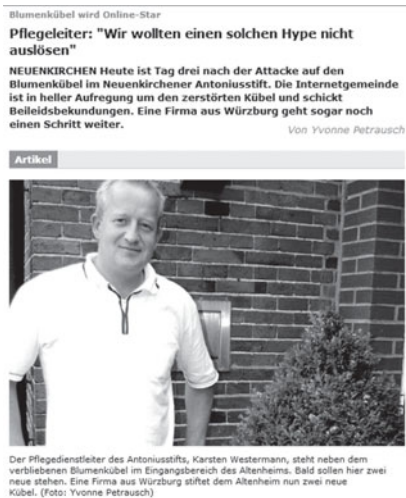 Blumenkübel wird Online-Star
Pflegeleiter: "Wir wollten einen solchen Hype nicht
auslösen"
NEUENKIRCHEN Heute ist Tag drei nach der Attacke auf den
Blumenkübel im Neuenkirchener Antoniusstift. Die Internetgemeinde
ist in heller Aufregung um den zerstörten Kübel und schickt
Beileidsbekundungen. Eine Firma aus Würzburg geht sogar noch
einen Schritt weiter.
Von Yvonne Petrausch
Artikel
Der Pflegedienstleiter des Antoniusstifts, Karsten Westermann, steht neben dem
verbliebenen Blumenkübel im Eingangsbereich des Altenheims. Bald sollen hier zwei
neue stehen. Eine Firma aus Würzburg stiftet dem Altenheim nun zwei neue
Kübel. (Foto: Yvonne Petrausch)